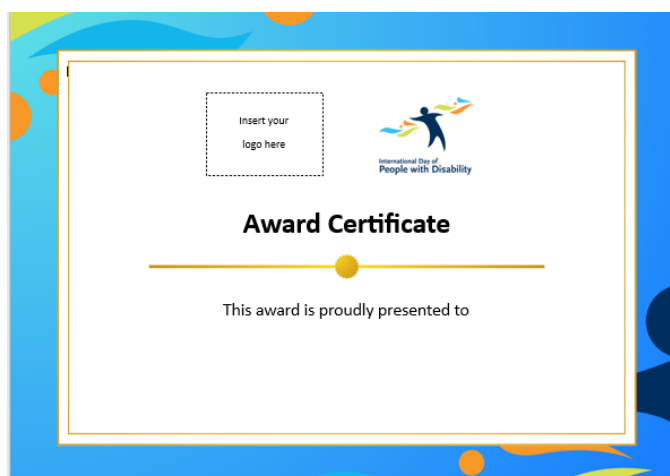 Insert your
logo here
International Day of
People with Disability
Award Certificate
This award is proudly presented to